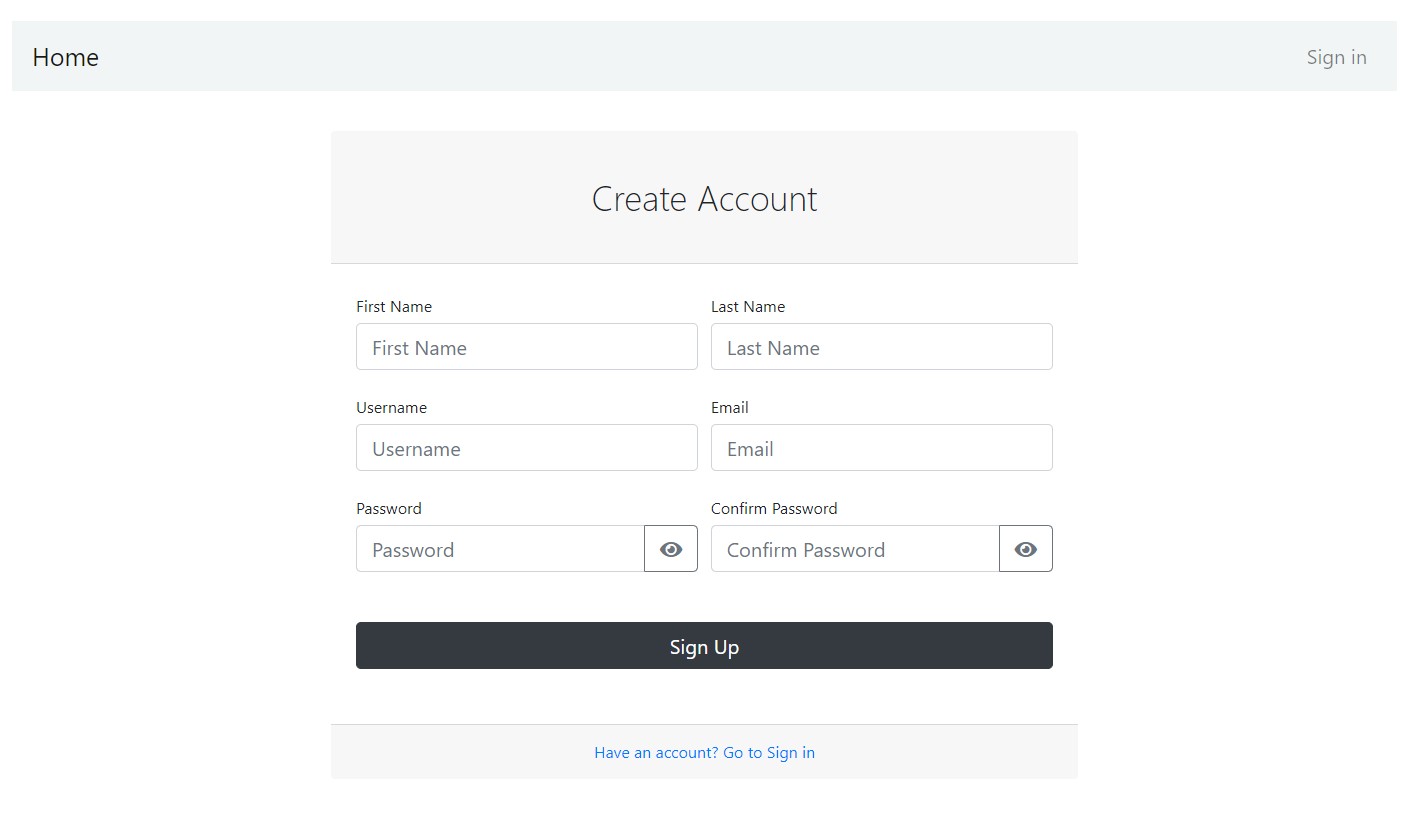 Home
Sign in
Create Account
First Name
Last Name
First Name
Last Name
Username
Email
Username
Email
Password
Confirm Password
Password
Confirm Password
Sign Up
Have an account? Go to Sign in